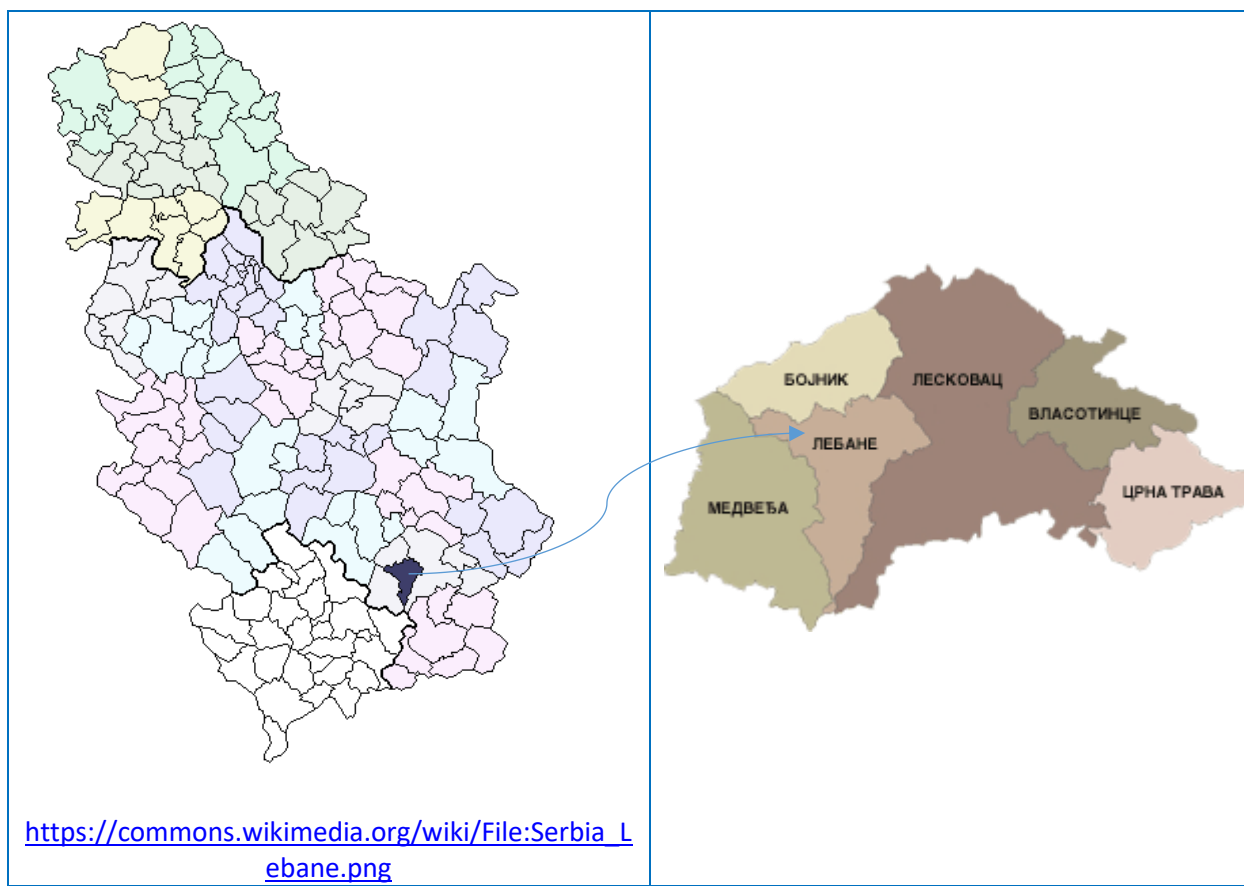 https://commons.wikimedia.org/wiki/File:Serbia_L
ebane.png
БОЈНИК
ЛЕСКОВАЦ
ВЛАСОТИНЦЕ
ЛЕБАНЕ
ЦРНА ТРАВА
МЕДВЕЂА